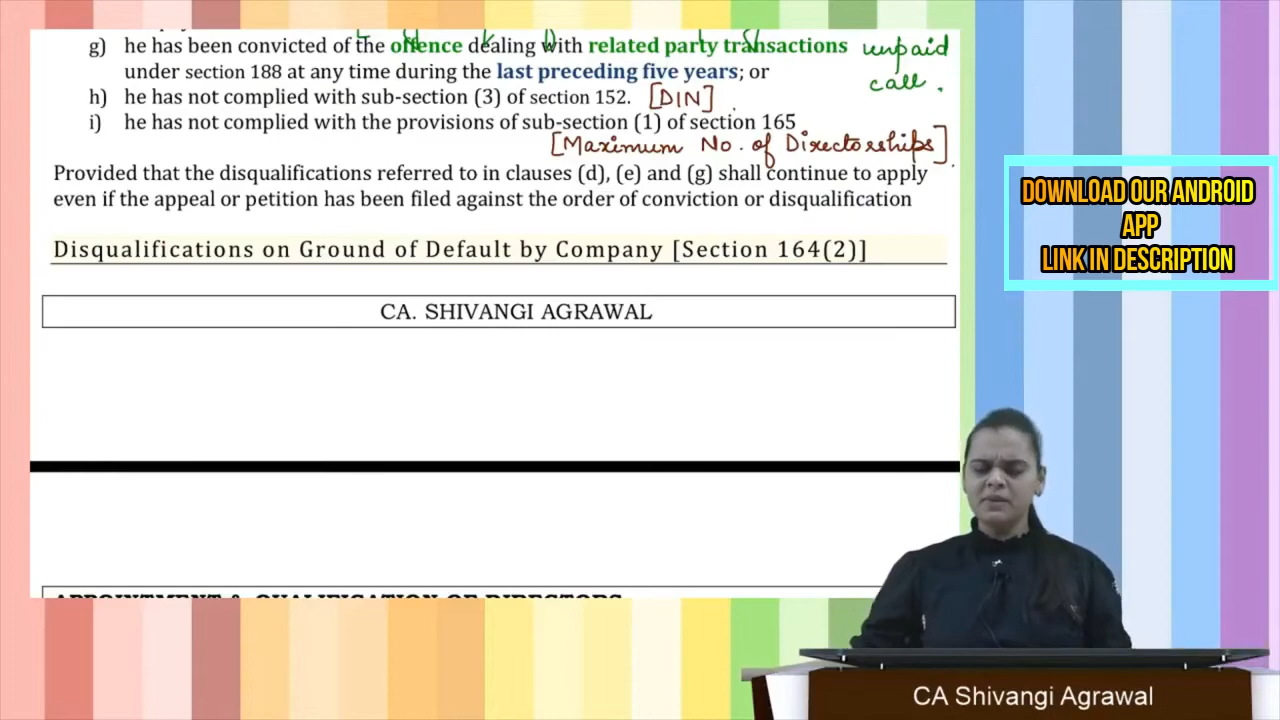 g) he has been convicted of the offence dealing with related party transactions
unpaid
under section 188 at any time during the last preceding five years; or
call.
h) he has not complied with sub-section (3) of section 152. [DIN]
i) he has not complied with the provisions of sub-section (1) of section 165
[Maximum No. of Directorships].
Provided that the disqualifications referred to in clauses (d), (e) and (g) shall continue to apply
even if the appeal or petition has been filed against the order of conviction or disqualification
Disqualifications on Ground of Default by Company [Section 164(2)]
CA. SHIVANGI AGRAWAL
APPOINTMENT & QUALIFICATION OF DIRECTORS
DOWNLOAD OUR ANDROID
APP
LINK IN DESCRIPTION
CA Shivangi Agrawal